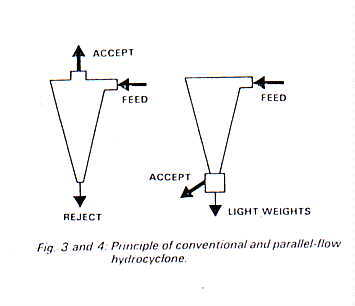 ACCEPT
FEED
REJECT
FEED
ACCEPT
LIGHT WEIGHTS
Fig. 3 and 4: Principle of conventional and parallel-flow
hydrocyclone.